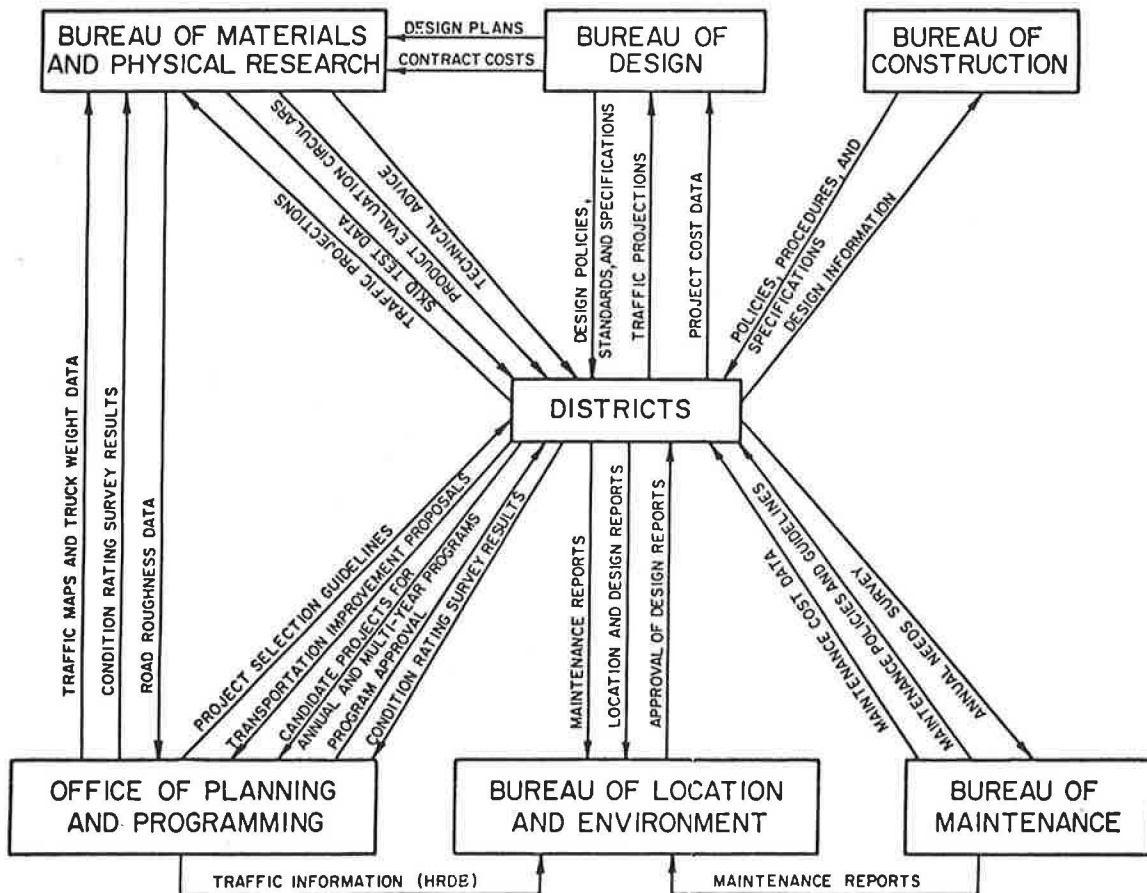 BUREAU OF MATERIALS
AND PHYSICAL RESEARCH
DESIGN PLANS
CONTRACT COSTS
BUREAU OF
DESIGN
BUREAU OF
CONSTRUCTION
TRAFFIC MAPS AND TRUCK WEIGHT DATA
CONDITION RATING SURVEY RESULTS
ROAD ROUGHNESS DATA
TRAFFIC PROJECTIONS
SKID TEST DATA
PRODUCT EVALUATION CIRCULARS
TECHNICAL ADVICE
DESIGN POLICIES,
STANDARDS, AND SPECIFICATIONS
TRAFFIC PROJECTIONS
PROJECT COST DATA
POLICIES, PROCEDURES, AND
SPECIFICATIONS
DESIGN INFORMATION
DISTRICTS
PROJECT SELECTION GUIDELINES
TRANSPORTATION IMPROVEMENT PROPOSALS
CANDIDATE PROJECTS FOR
ANNUAL AND MULTI-YEAR PROGRAMS
PROGRAM APPROVAL
CONDITION RATING SURVEY RESULTS
MAINTENANCE REPORTS
LOCATION AND DESIGN REPORTS
APPROVAL OF DESIGN REPORTS
MAINTENANCE COST DATA
MAINTENANCE POLICIES AND GUIDELINES
ANNUAL NEEDS SURVEY
OFFICE OF PLANNING
AND PROGRAMMING
BUREAU OF LOCATION
AND ENVIRONMENT
BUREAU OF
MAINTENANCE
TRAFFIC INFORMATION (HRDB)
MAINTENANCE REPORTS